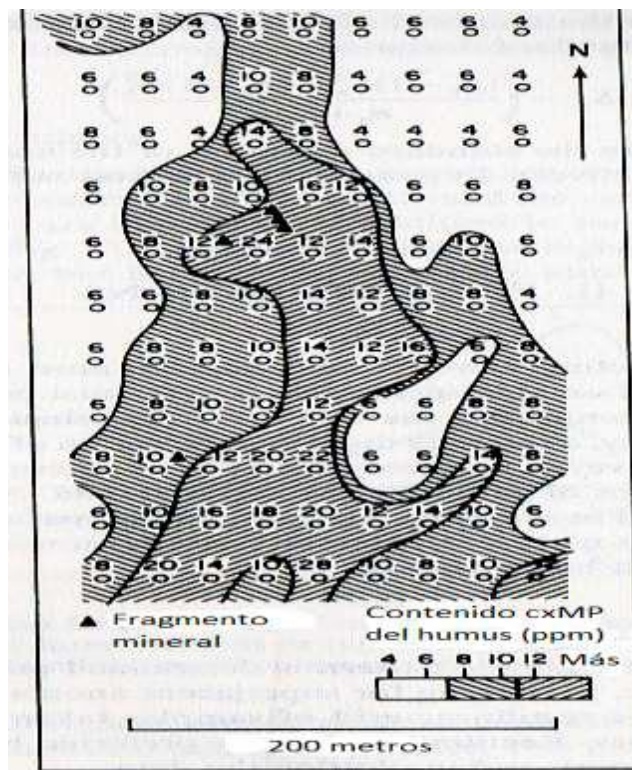 10 8 8 10 8 6 6 6 4
6 6 4 10 8 4 6 6 4
N
8 6 4 14 8 4 6 6 6
6 10 8 10 16 12 6 6 8
6 8 12 24 12 14 6 10 6
6 6 8 10 14 12 8 8 4
6 8 8 10 14 12 16 6 8
6 8 8 10 12 6 6 8 8
8 10 12 20 22 6 6 14 8
6 10 16 18 20 12 14 10 6
8 20 14 10 28 10 8 10
Fragmento
mineral
Contenido cxMP
del humus (ppm)
4 6 8 10 12 Más
200 metros